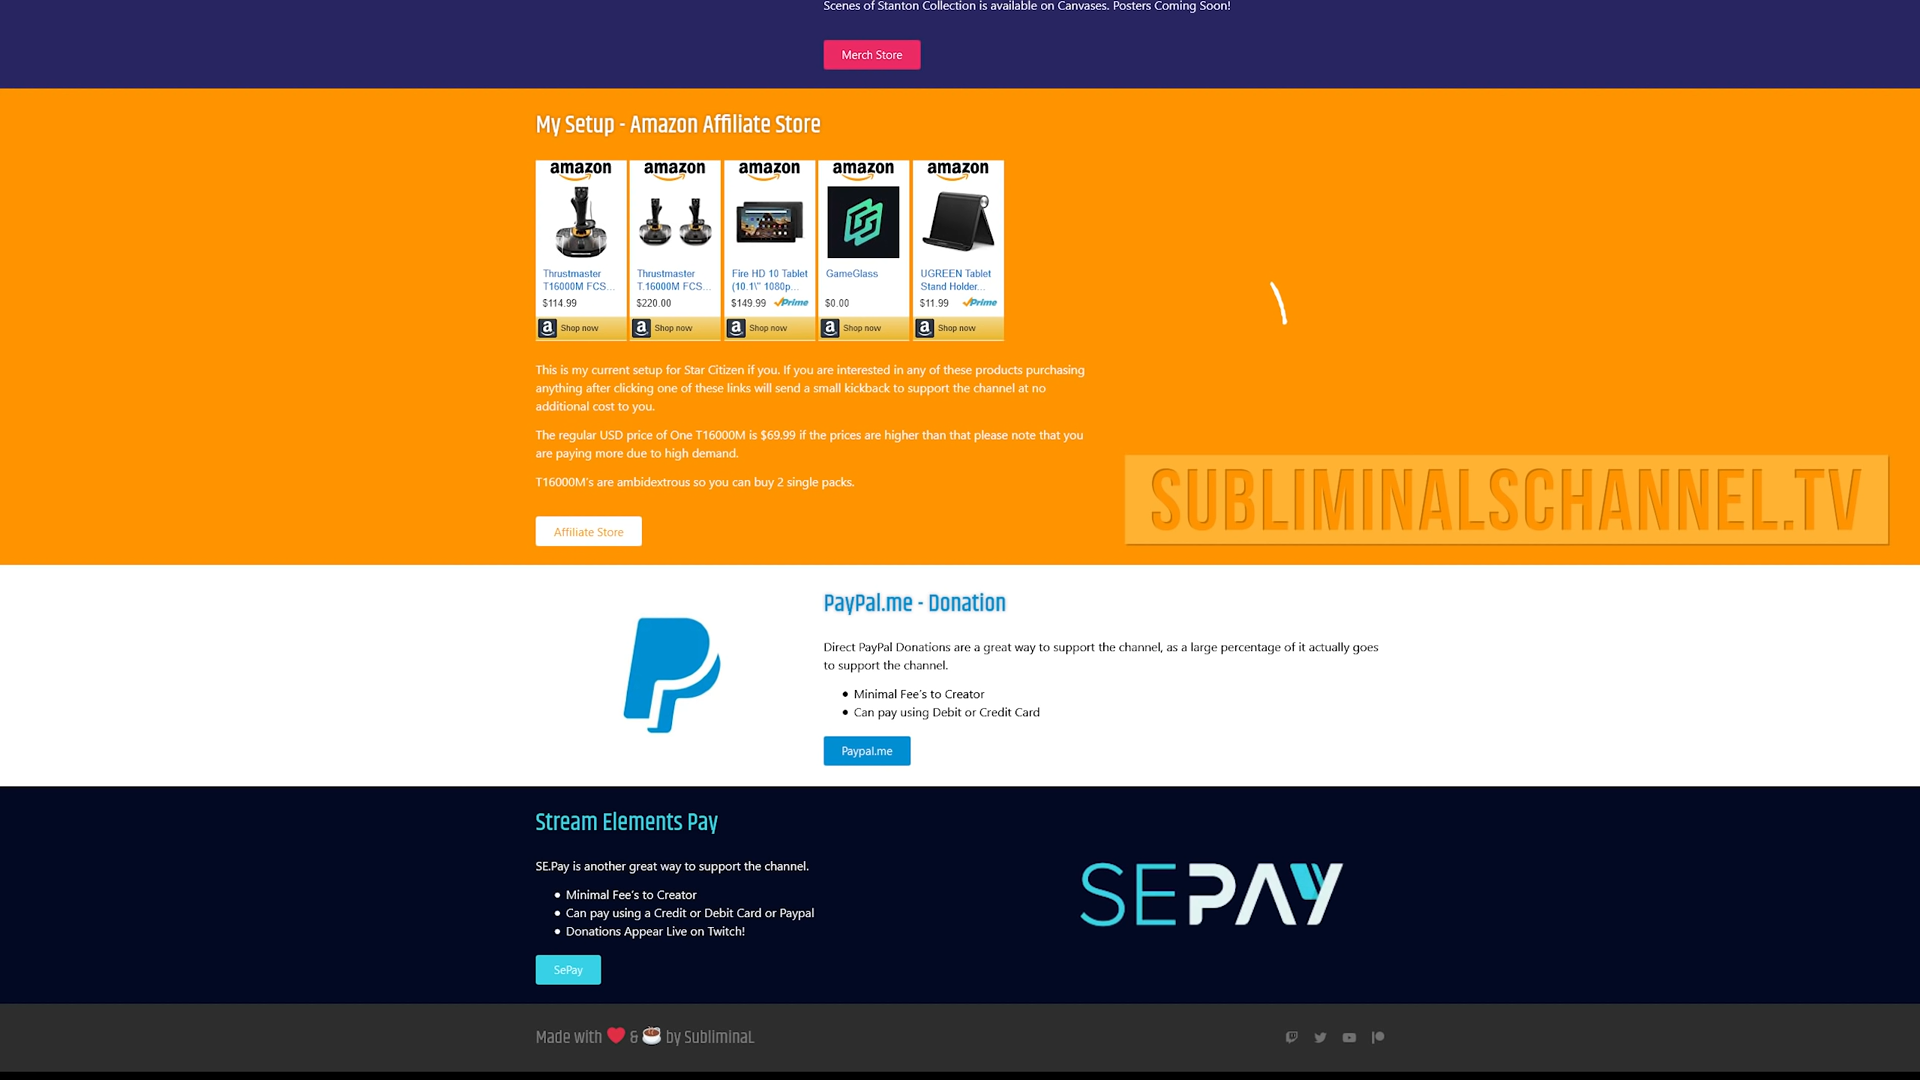 Scenes of Stanton Collection is available on Canvases. Posters Coming Soon!
Merch Store
My Setup - Amazon Affiliate Store
amazon amazon amazon amazon amazon
Thrustmaster T16000M FCS...
$114.99
Shop now
Thrustmaster T.16000M FCS...
$220.00
Shop now
Fire HD 10 Tablet (10.1\" 1080p...
$149.99 Prime
Shop now
GameGlass
$0.00
Shop now
UGREEN Tablet Stand Holder...
$11.99 Prime
Shop now
This is my current setup for Star Citizen if you. If you are interested in any of these products purchasing
anything after clicking one of these links will send a small kickback to support the channel at no
additional cost to you.
The regular USD price of One T16000M is $69.99 if the prices are higher than that please note that you
are paying more due to high demand.
T16000M's are ambidextrous so you can buy 2 single packs.
SUBLIMINALSCHANNEL.TV
Affiliate Store
PayPal.me - Donation
Direct PayPal Donations are a great way to support the channel, as a large percentage of it actually goes
to support the channel.
• Minimal Fee's to Creator
• Can pay using Debit or Credit Card
Paypal.me
Stream Elements Pay
SE.Pay is another great way to support the channel.
• Minimal Fee's to Creator
• Can pay using a Credit or Debit Card or Paypal
• Donations Appear Live on Twitch!
SePay
SEPAY
Made with ❤️ & ☕ by SubliminaL